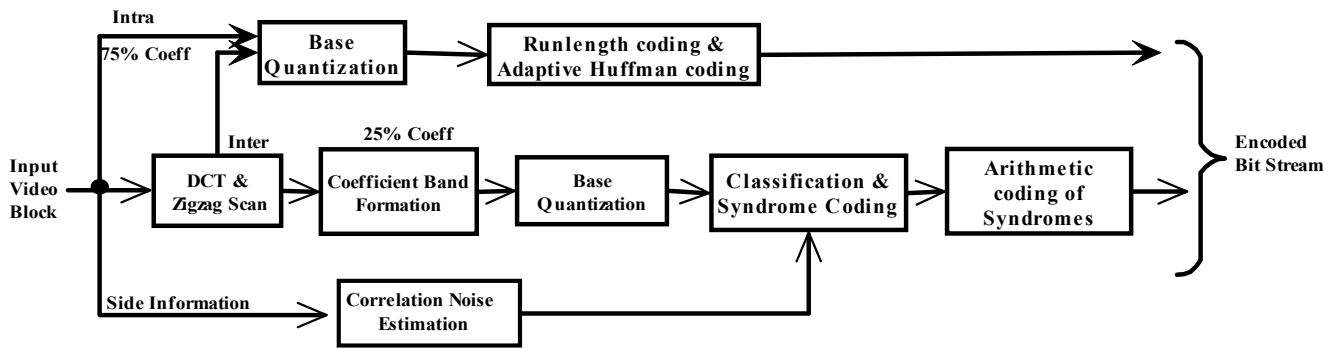 Intra
75% Coeff
Base
Quantization
Runlength coding &
Adaptive Huffman coding
Inter
25% Coeff
Input
Video
Block
DCT &
Zigzag Scan
Coefficient Band
Formation
Base
Quantization
Classification &
Syndrome Coding
Arithmetic
coding of
Syndromes
Encoded
Bit Stream
Side Information
Correlation Noise
Estimation